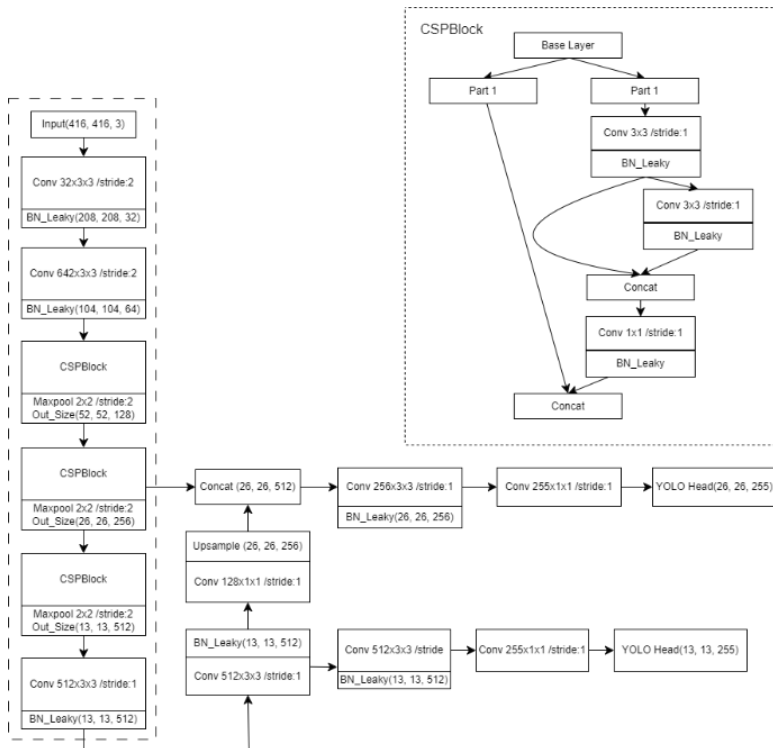 CSPBlock
Base Layer
Part 1
Part 1
Conv 3x3 /stride:1
BN_Leaky
Conv 3x3 /stride:1
BN_Leaky
Concat
Conv 1x1 /stride:1
BN_Leaky
Concat
Input(416, 416, 3)
Conv 32x3x3 /stride:2
BN_Leaky(208, 208, 32)
Conv 642x3x3 /stride:2
BN_Leaky(104, 104, 64)
CSPBlock
Maxpool 2x2 /stride:2
Out_Size(52, 52, 128)
CSPBlock
Maxpool 2x2 /stride:2
Out_Size(26, 26, 256)
CSPBlock
Maxpool 2x2 /stride:2
Out_Size(13, 13, 512)
Conv 512x3x3 /stride:1
BN_Leaky(13, 13, 512)
Concat (26, 26, 512)
Conv 256x3x3 /stride:1
BN_Leaky(26, 26, 256)
Conv 255x1x1 /stride:1
YOLO Head(26, 26, 255)
Upsample (26, 26, 256)
Conv 128x1x1 /stride:1
BN_Leaky(13, 13, 512)
Conv 512x3x3 /stride:1
Conv 512x3x3 /stride
BN_Leaky(13, 13, 512)
Conv 255x1x1 /stride:1
YOLO Head(13, 13, 255)